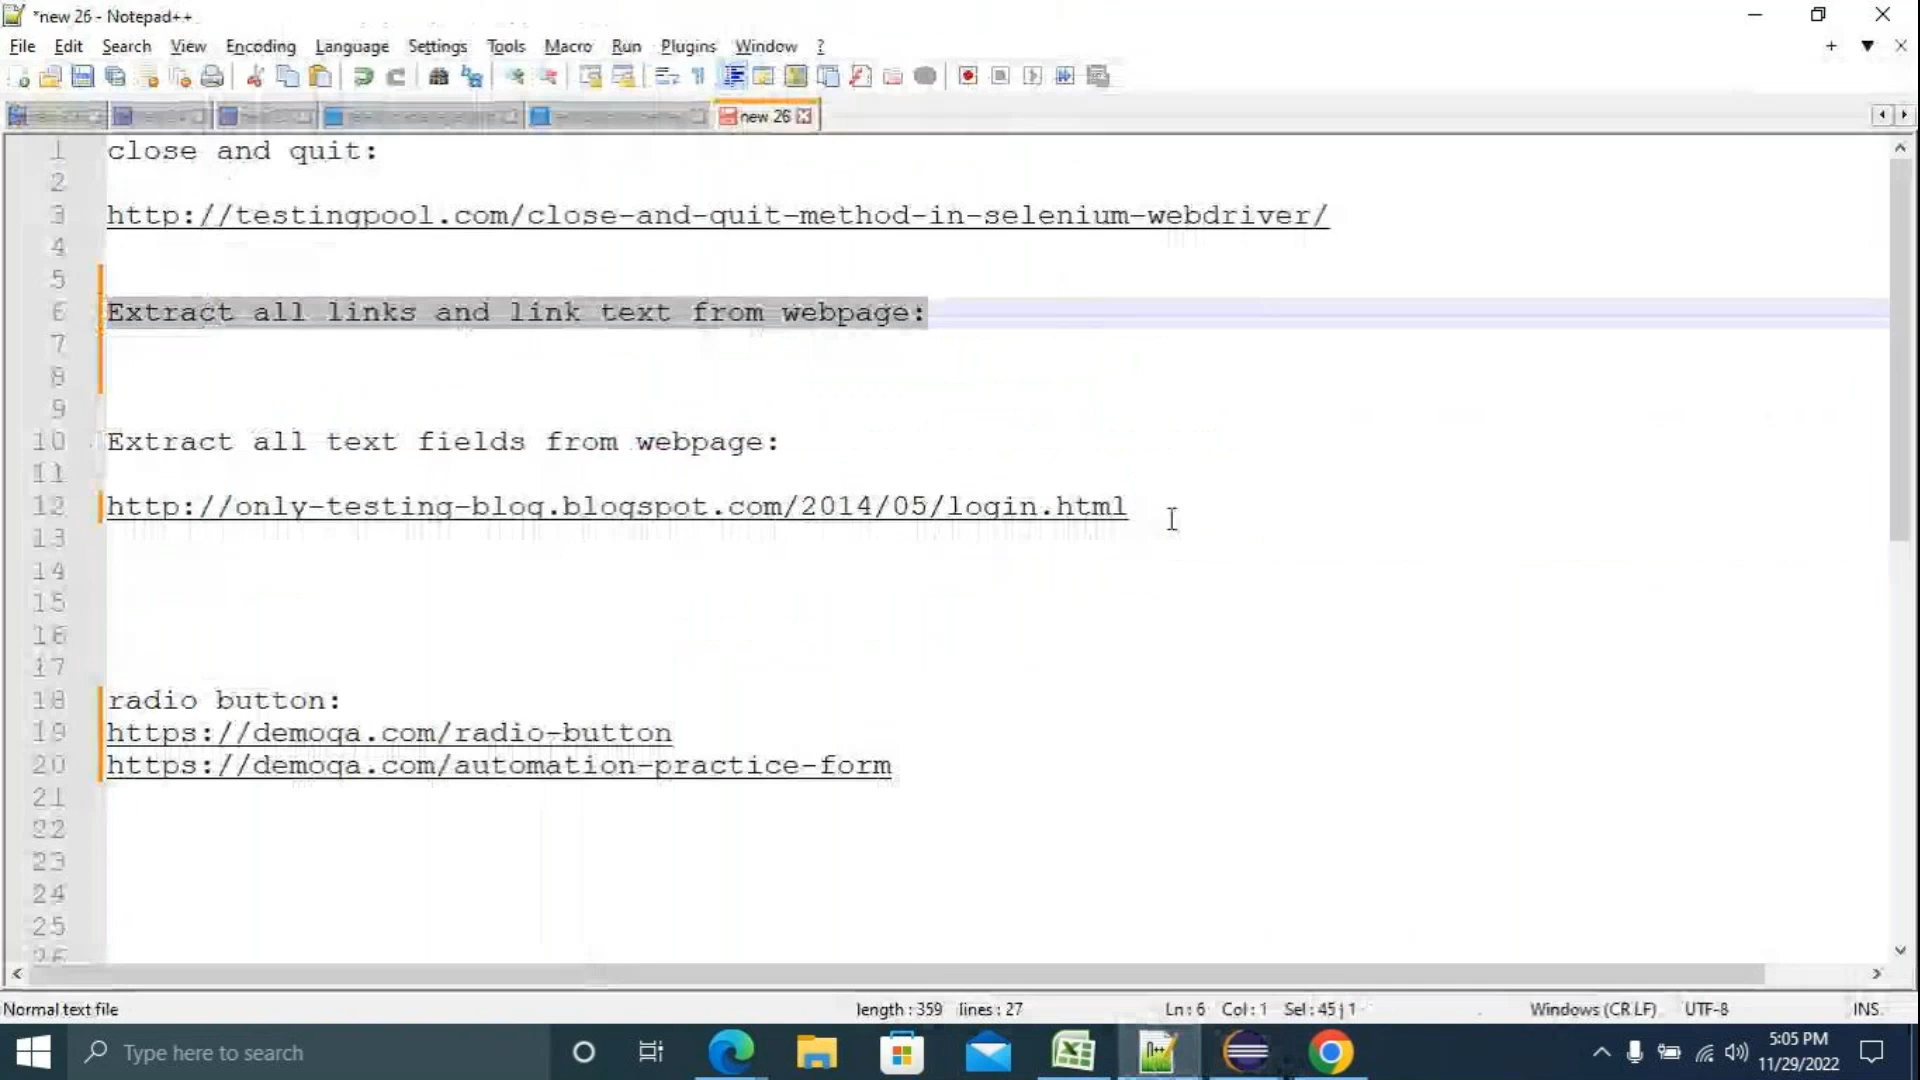 *new 26 - Notepad++
File Edit Search View Encoding Language Settings Tools Macro Run Plugins Window ?
new 26
1 close and quit:
2
3 http://testingpool.com/close-and-quit-method-in-selenium-webdriver/
4
5
6 Extract all links and link text from webpage:
7
8
9
10 Extract all text fields from webpage:
11
12 http://only-testing-blog.blogspot.com/2014/05/login.html
13
14
15
16
17
18 radio button:
19 https://demoqa.com/radio-button
20 https://demoqa.com/automation-practice-form
21
22
23
24
25
26
Normal text file length : 359 lines : 27 Ln : 6 Col : 1 Sel : 45 | 1 Windows (CR LF) UTF-8 INS
Type here to search
5:05 PM
11/29/2022